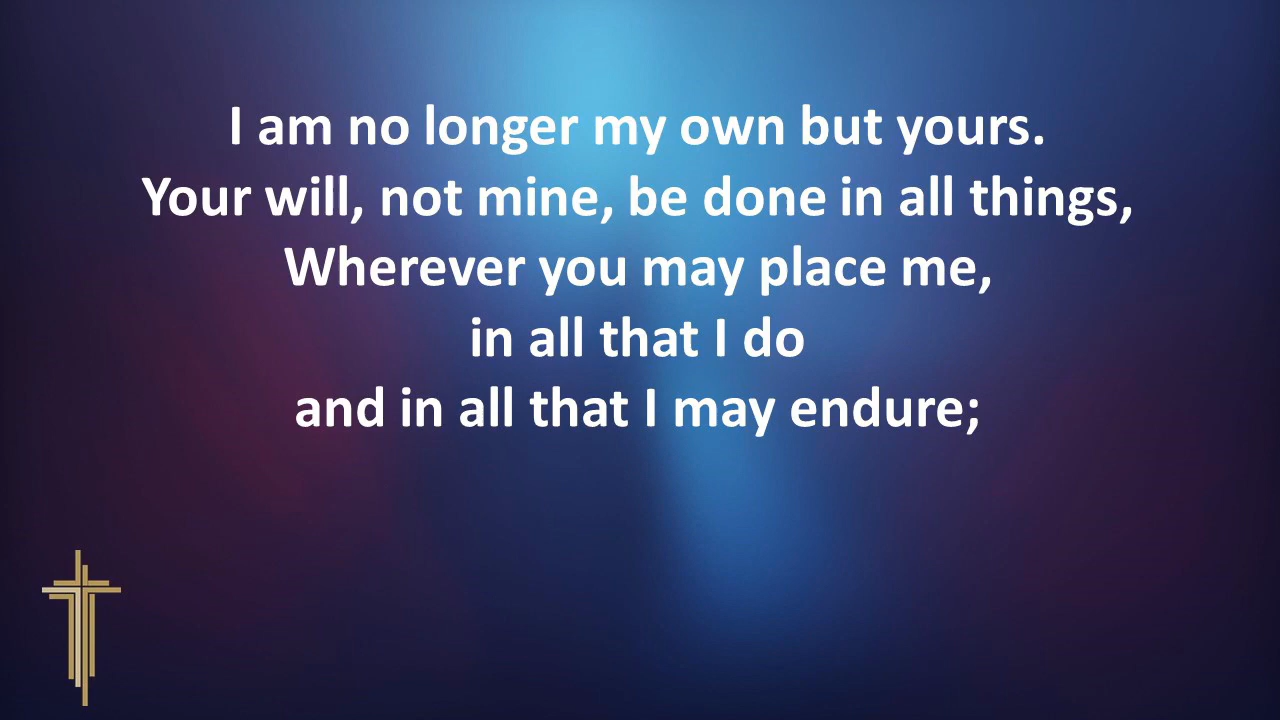 I am no longer my own but yours.
Your will, not mine, be done in all things,
Wherever you may place me,
in all that I do
and in all that I may endure;